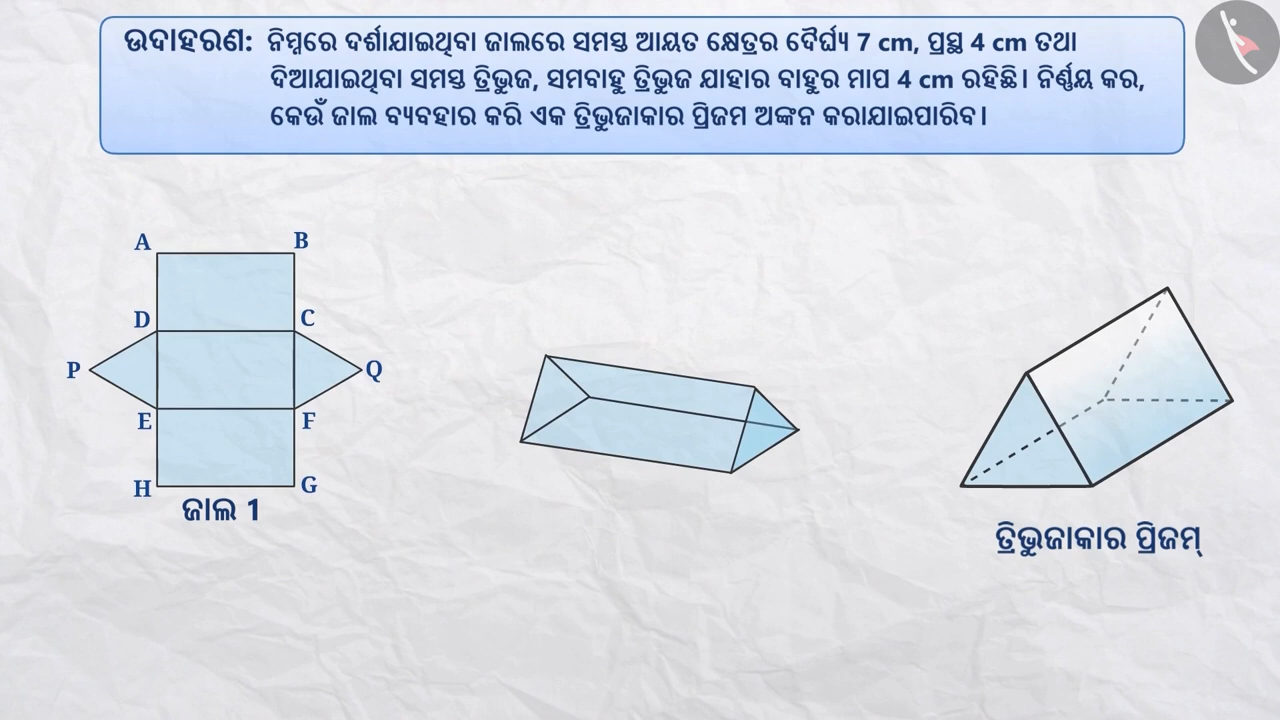 ଉଦାହରଣ: ନିମ୍ନରେ ଦର୍ଶାଯାଇଥିବା ଜାଲରେ ସମସ୍ତ ଆୟତ କ୍ଷେତ୍ରର ଦୈର୍ଘ୍ୟ 7 cm, ପ୍ରସ୍ଥ 4 cm ତଥା
ଦିଆଯାଇଥିବା ସମସ୍ତ ତ୍ରିଭୁଜ, ସମବାହୁ ତ୍ରିଭୁଜ ଯାହାର ବାହୁର ମାପ 4 cm ରହିଛି। ନିର୍ଣ୍ଣୟ କର,
କେଉଁ ଜାଲ ବ୍ୟବହାର କରି ଏକ ତ୍ରିଭୁଜାକାର ପ୍ରିଜମ ଅଙ୍କନ କରାଯାଇପାରିବ।
A B
D C
P Q
E F
H G
ଜାଲ 1
ତ୍ରିଭୁଜାକାର ପ୍ରିଜମ୍